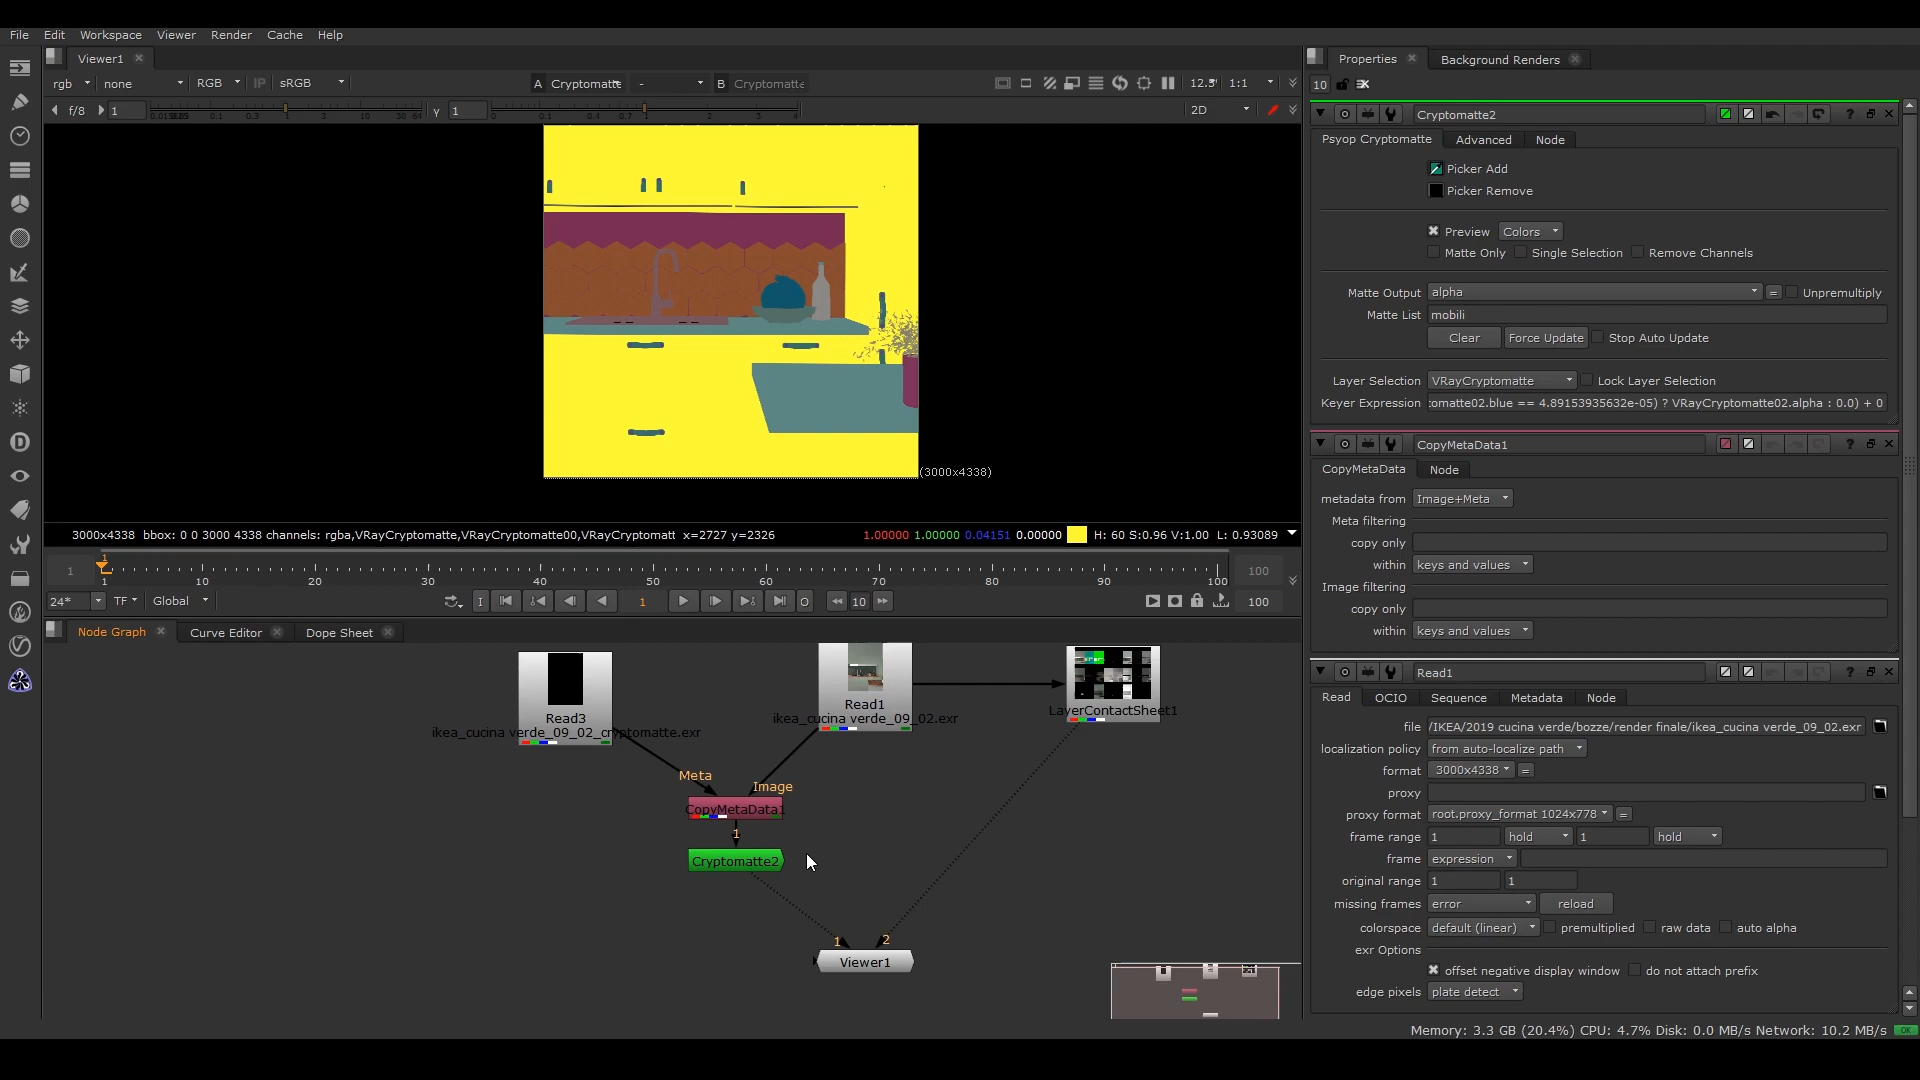 File Edit Workspace Viewer Render Cache Help
Viewer1
rgb none RGB IP sRGB A Cryptomatte - B Cryptomatte 12.5 1:1
f/8 1 Y 1 2D
(3000x4338)
3000x4338 bbox: 0 0 3000 4338 channels: rgba,VRayCryptomatte,VRayCryptomatte00,VRayCryptomatt x=2727 y=2326 1.00000 1.00000 0.04151 0.00000 H: 60 S:0.96 V:1.00 L: 0.93089
1 1 1 10 20 30 40 50 60 70 80 90 100 100
24* TF Global I 1 O 10 100
Node Graph Curve Editor Dope Sheet
Read3
ikea_cucina verde_09_02_cryptomatte.exr
Read1
ikea_cucina verde_09_02.exr
LayerContactSheet1
Meta
Image
CopyMetaData1
1
Cryptomatte2
1 2
Viewer1
Properties Background Renders
10
Cryptomatte2
Psyop Cryptomatte Advanced Node
Picker Add
Picker Remove
Preview Colors
Matte Only Single Selection Remove Channels
Matte Output alpha = Unpremultiply
Matte List mobili
Clear Force Update Stop Auto Update
Layer Selection VRayCryptomatte Lock Layer Selection
Keyer Expression omatte02.blue == 4.89153935632e-05) ? VRayCryptomatte02.alpha : 0.0) + 0
CopyMetaData1
CopyMetaData Node
metadata from Image+Meta
Meta filtering
copy only
within keys and values
Image filtering
copy only
within keys and values
Read1
Read OCIO Sequence Metadata Node
file /IKEA/2019 cucina verde/bozze/render finale/ikea_cucina verde_09_02.exr
localization policy from auto-localize path
format 3000x4338 =
proxy
proxy format root.proxy_format 1024x778 =
frame range 1 hold 1 hold
frame expression
original range 1 1
missing frames error reload
colorspace default (linear) premultiplied raw data auto alpha
exr Options
offset negative display window do not attach prefix
edge pixels plate detect
Memory: 3.3 GB (20.4%) CPU: 4.7% Disk: 0.0 MB/s Network: 10.2 MB/s OK